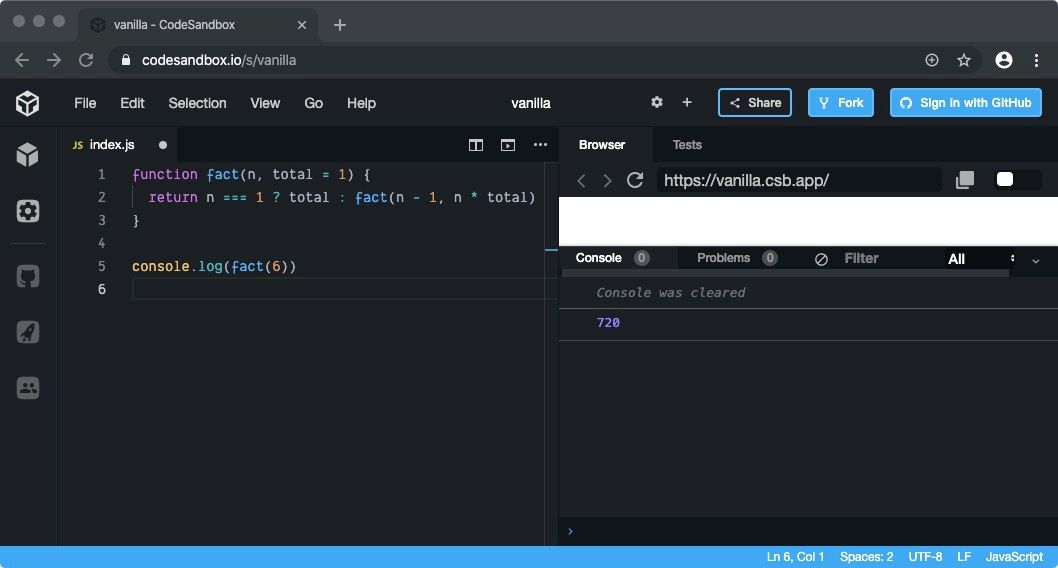 vanilla - CodeSandbox
codesandbox.io/s/vanilla
File Edit Selection View Go Help vanilla Share Fork Sign in with GitHub
JS index.js
1 function fact(n, total = 1) {
2 return n === 1 ? total : fact(n - 1, n * total)
3 }
4
5 console.log(fact(6))
6
Browser Tests
https://vanilla.csb.app/
Console 0 Problems 0 Filter All
Console was cleared
720
Ln 6, Col 1 Spaces: 2 UTF-8 LF JavaScript